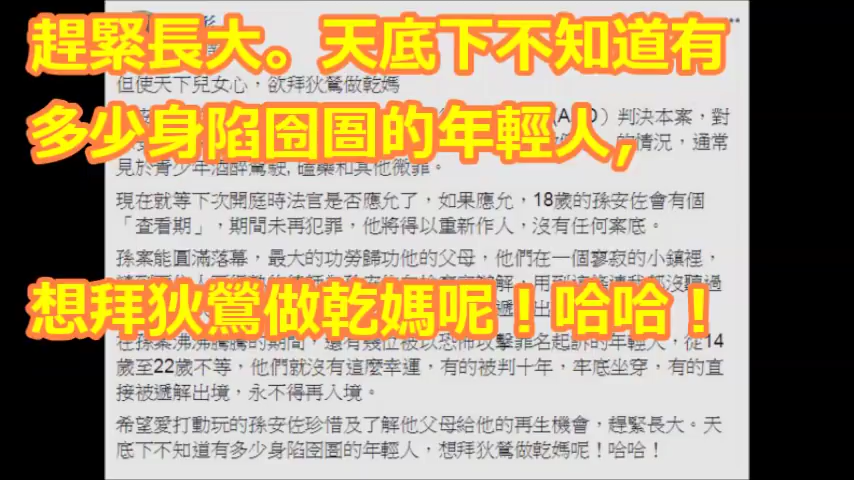 趕緊長大。天底下不知道有
但使天下兒女心，欲拜狄鶯做乾媽
判決本案，對
多少身陷囹圄的年輕人,
的情況，通常
見於青少年酒醉駕駛, 藥和其他微罪。
現在就等下次開庭時法官是否應允了，如果應允，18歲的孫安佐會有個
「查看期」，期間未再犯罪，他將得以重新作人，沒有任何案底。
孫案能圓滿落幕，最大的功勞歸功他的父母，他們在一個寥寂的小鎮裡，
想拜狄鶯做乾媽呢！哈哈！
在孫案沸沸騰騰的期間，還有幾位被以恐怖攻擊罪名起訴的年輕人，從14
歲至22歲不等，他們就沒有這麼幸運，有的被判十年，牢底坐穿，有的直
接被遞解出境，永不得再入境。
希望愛打動玩的孫安佐珍惜及了解他父母給他的再生機會，趕緊長大。天
底下不知道有多少身陷囹圄的年輕人，想拜狄鶯做乾媽呢！哈哈！